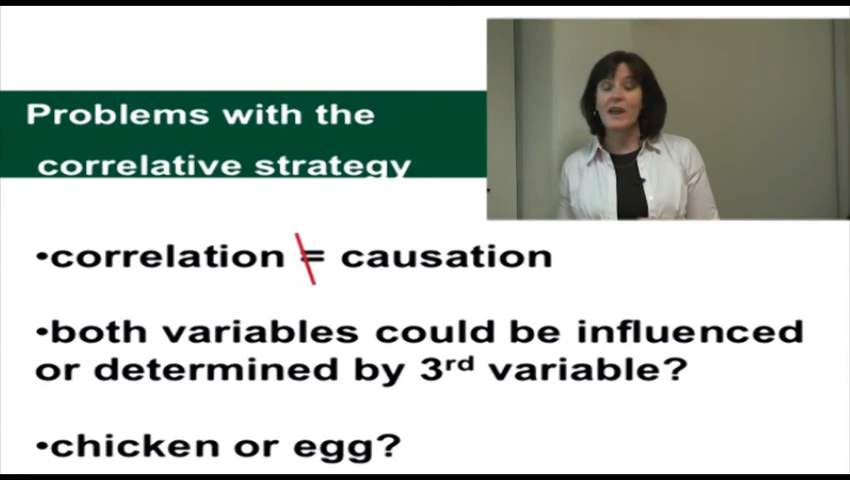 Problems with the
correlative strategy
•correlation ≠ causation
•both variables could be influenced
or determined by 3rd variable?
•chicken or egg?